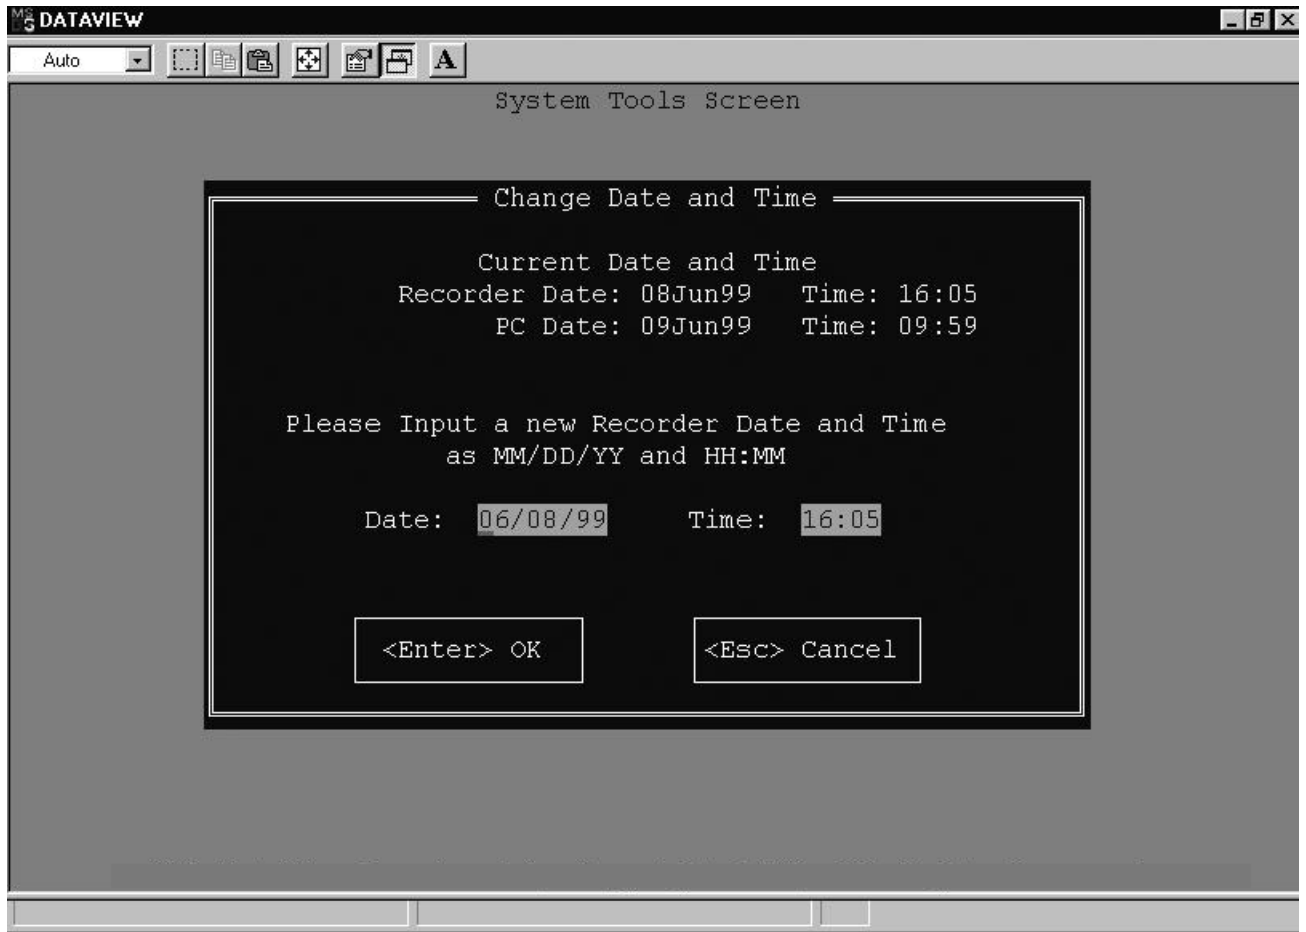 DATAVIEW
Auto
A
System Tools Screen
Change Date and Time
Current Date and Time
Recorder Date: 08Jun99 Time: 16:05
PC Date: 09Jun99 Time: 09:59
Please Input a new Recorder Date and Time
as MM/DD/YY and HH:MM
Date: 06/08/99 Time: 16:05
<Enter> OK <Esc> Cancel